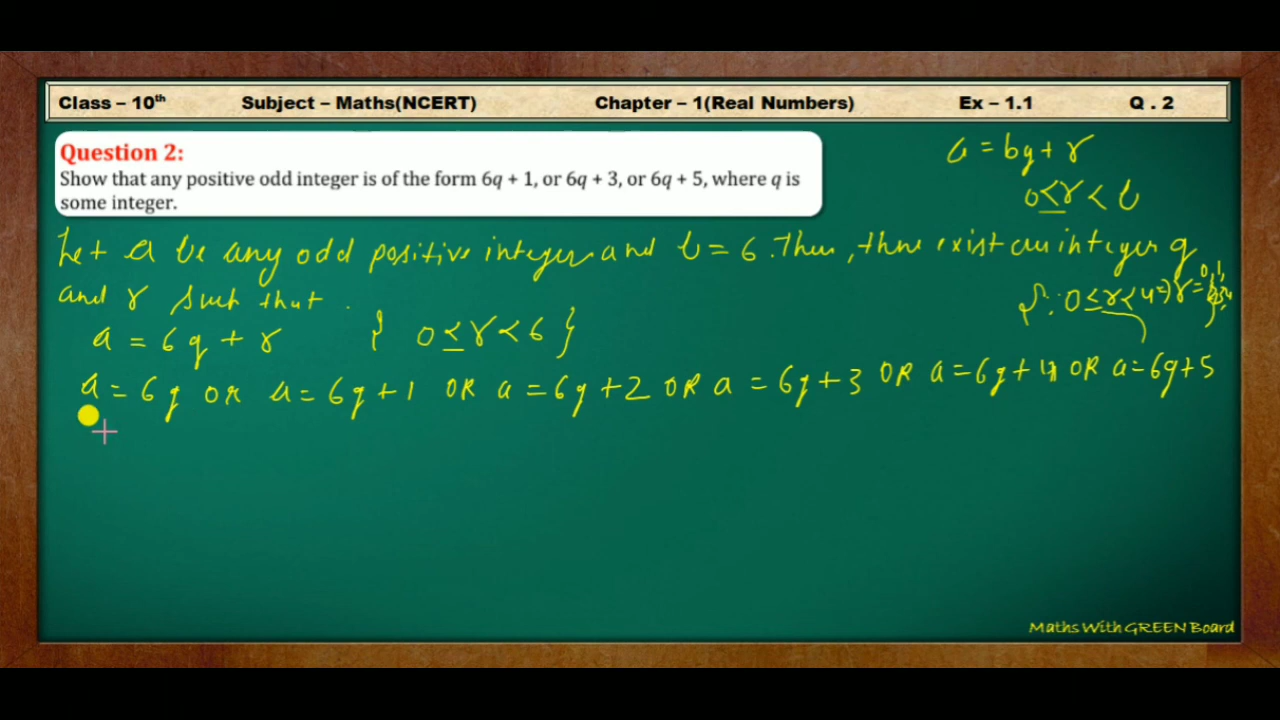 Class – 10th Subject – Maths(NCERT) Chapter – 1(Real Numbers) Ex – 1.1 Q . 2
Question 2:
Show that any positive odd integer is of the form 6q + 1, or 6q + 3, or 6q + 5, where q is
some integer.
a = bq + r
0 ≤ r < b
Let a be any odd positive integer and b = 6. Then, there exist an integer q
and r such that .
{∵ 0 ≤ r <
a = 6q + r { 0 ≤ r < 6 }
a = 6q or a = 6q + 1 OR a = 6q + 2 OR a = 6q + 3 OR a = 6q + 4 OR a = 6q + 5
Maths With GREEN Board